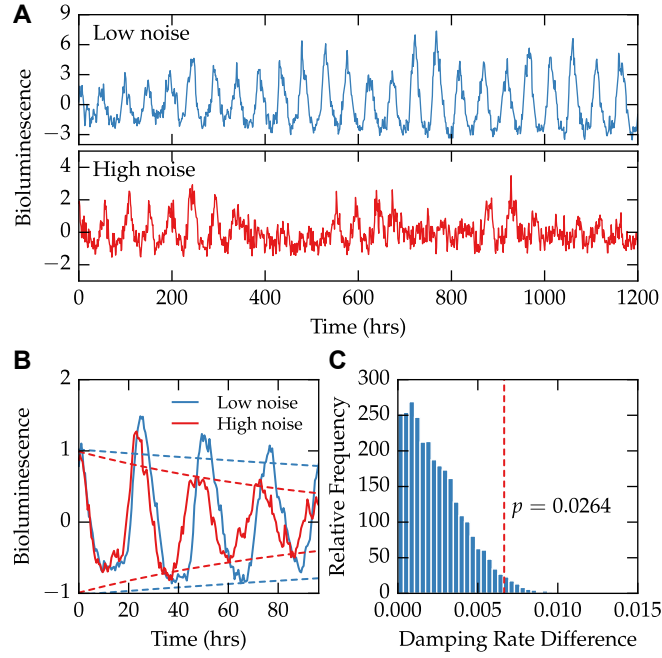 A
Low noise
9
6
3
0
−3
Bioluminescence
High noise
4
2
0
−2
0 200 400 600 800 1000 1200
Time (hrs)
B
2
1
0
−1
Bioluminescence
Low noise
High noise
0 20 40 60 80
Time (hrs)
C
300
250
200
150
100
50
0
Relative Frequency
p = 0.0264
0.000 0.005 0.010 0.015
Damping Rate Difference